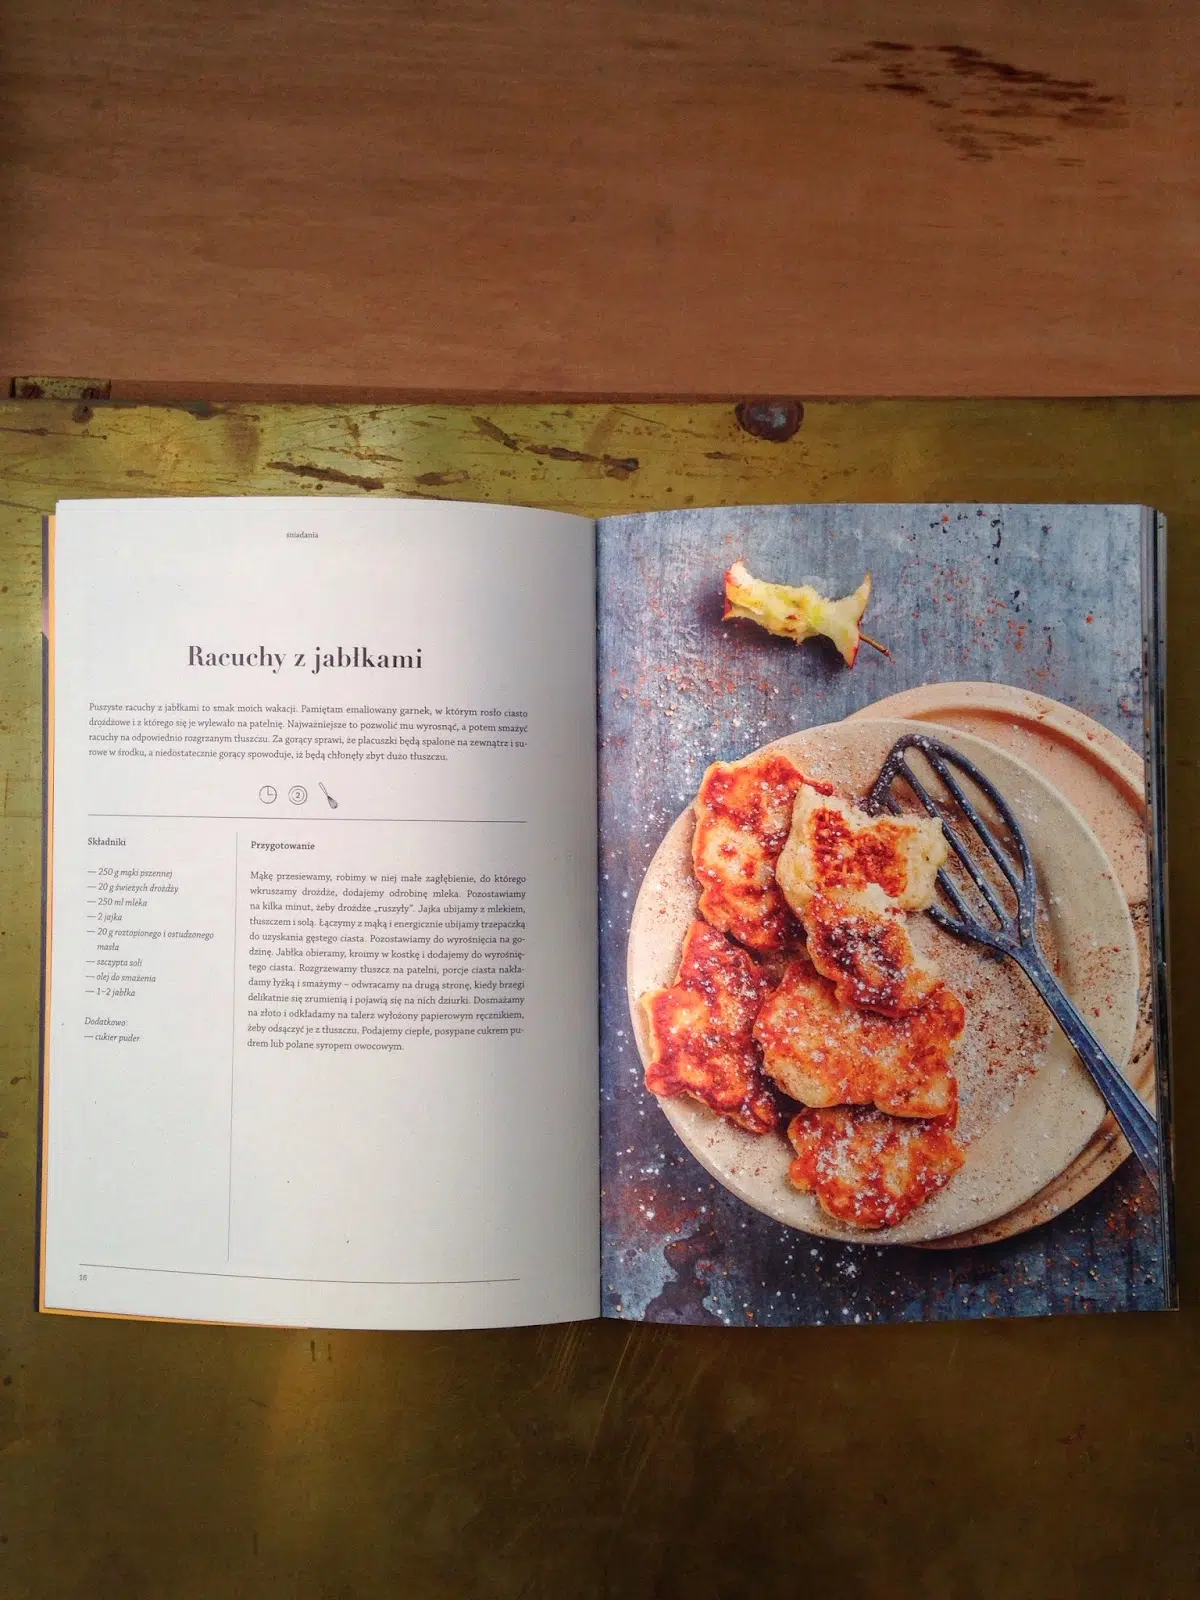 śniadania
Racuchy z jabłkami
Puszyste racuchy z jabłkami to smak moich wakacji. Pamiętam emaliowany garnek, w którym rosło ciasto
drożdżowe i z którego się je wylewało na patelnię. Najważniejsze to pozwolić mu wyrosnąć, a potem smażyć
racuchy na odpowiednio rozgrzanym tłuszczu. Za gorący sprawi, że placuszki będą spalone na zewnątrz i su-
rowe w środku, a niedostatecznie gorący spowoduje, iż będą chłonęły zbyt dużo tłuszczu.
2
Składniki
— 250 g mąki pszennej
— 20 g świeżych drożdży
— 250 ml mleka
— 2 jajka
— 20 g roztopionego i ostudzonego
masła
— szczypta soli
— olej do smażenia
— 1–2 jabłka
Dodatkowo:
— cukier puder
Przygotowanie
Mąkę przesiewamy, robimy w niej małe zagłębienie, do którego
wkruszamy drożdże, dodajemy odrobinę mleka. Pozostawiamy
na kilka minut, żeby drożdże „ruszyły”. Jajka ubijamy z mlekiem,
tłuszczem i solą. Łączymy z mąką i energicznie ubijamy trzepaczką
do uzyskania gęstego ciasta. Pozostawiamy do wyrośnięcia na go-
dzinę. Jabłka obieramy, kroimy w kostkę i dodajemy do wyrośnię-
tego ciasta. Rozgrzewamy tłuszcz na patelni, porcje ciasta nakła-
damy łyżką i smażymy – odwracamy na drugą stronę, kiedy brzegi
delikatnie się zrumienią i pojawią się na nich dziurki. Dosmażamy
na złoto i odkładamy na talerz wyłożony papierowym ręcznikiem,
żeby odsączyć je z tłuszczu. Podajemy ciepłe, posypane cukrem pu-
drem lub polane syropem owocowym.
16